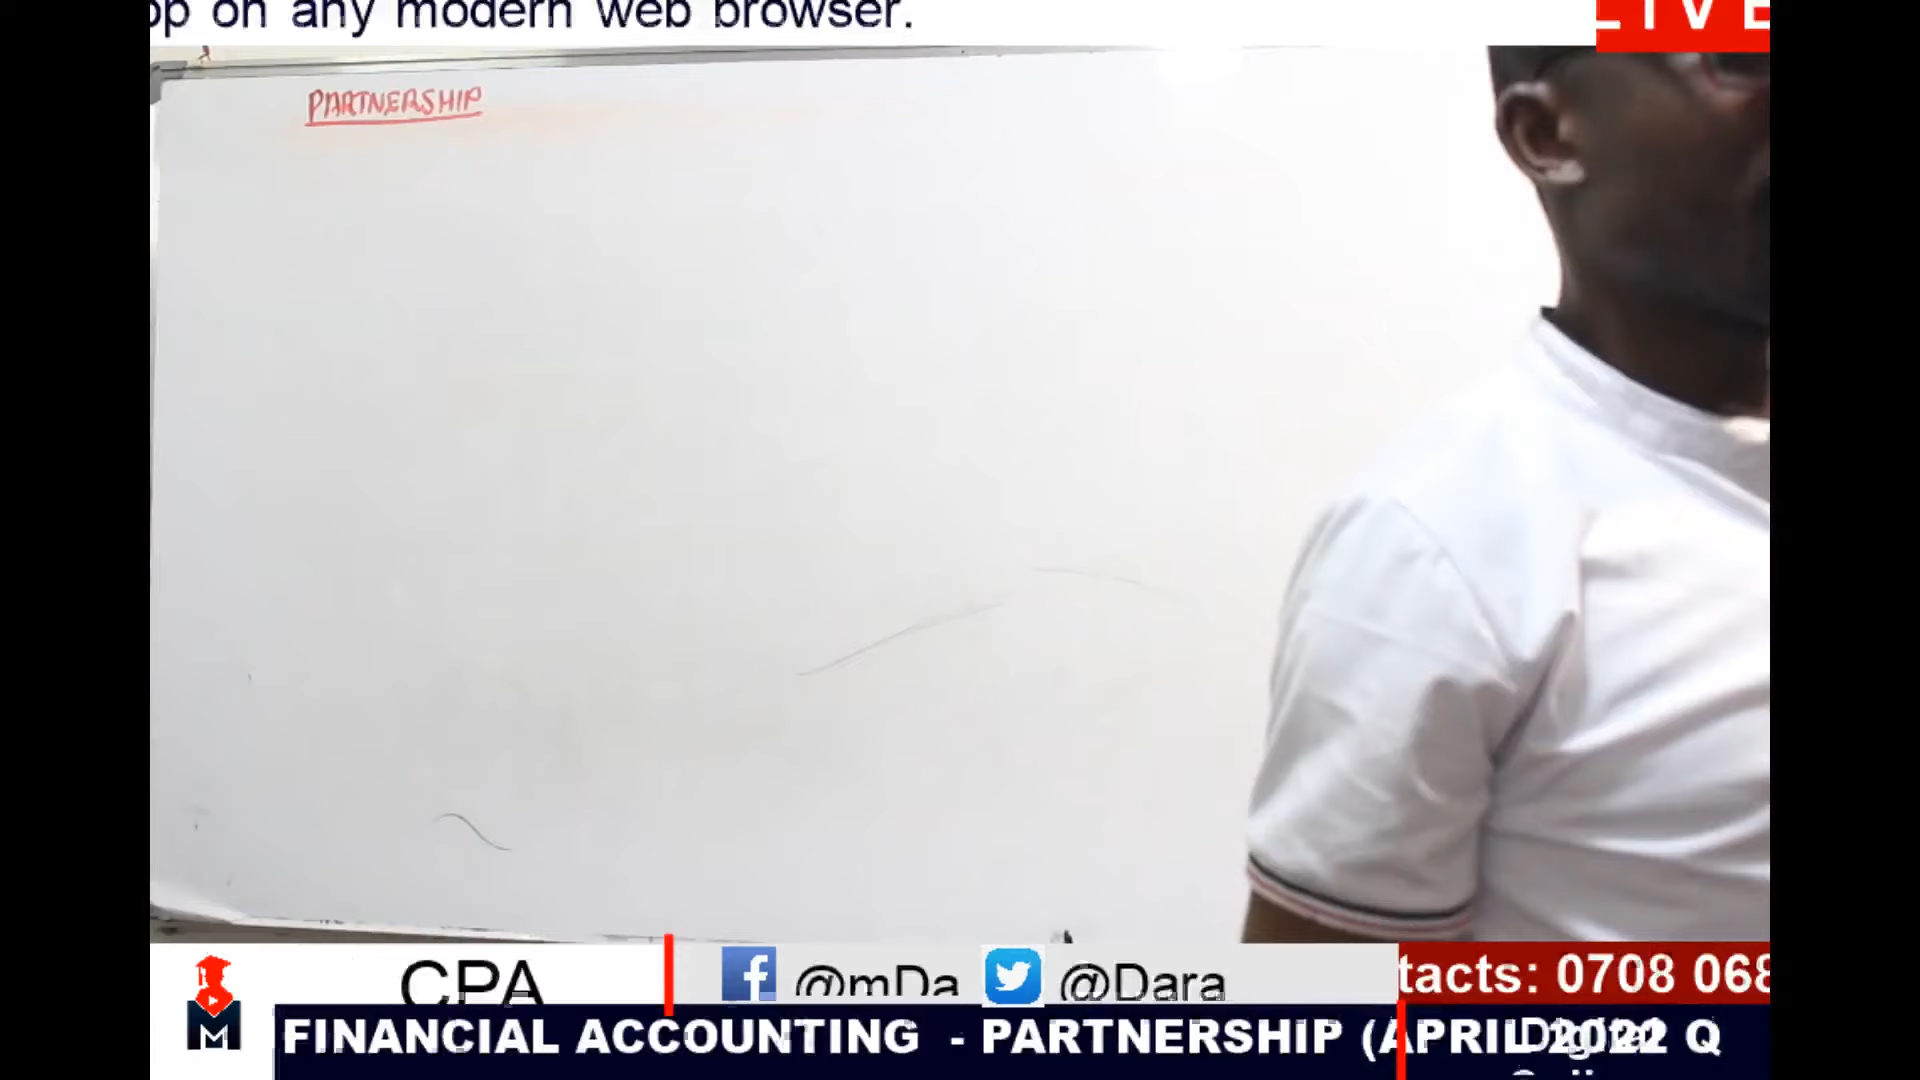 op on any modern web browser.
LIVE
PARTNERSHIP
CPA
@mDa
@Dara
tacts: 0708 068
M
FINANCIAL ACCOUNTING - PARTNERSHIP (APRIL 2022 Q
Digital